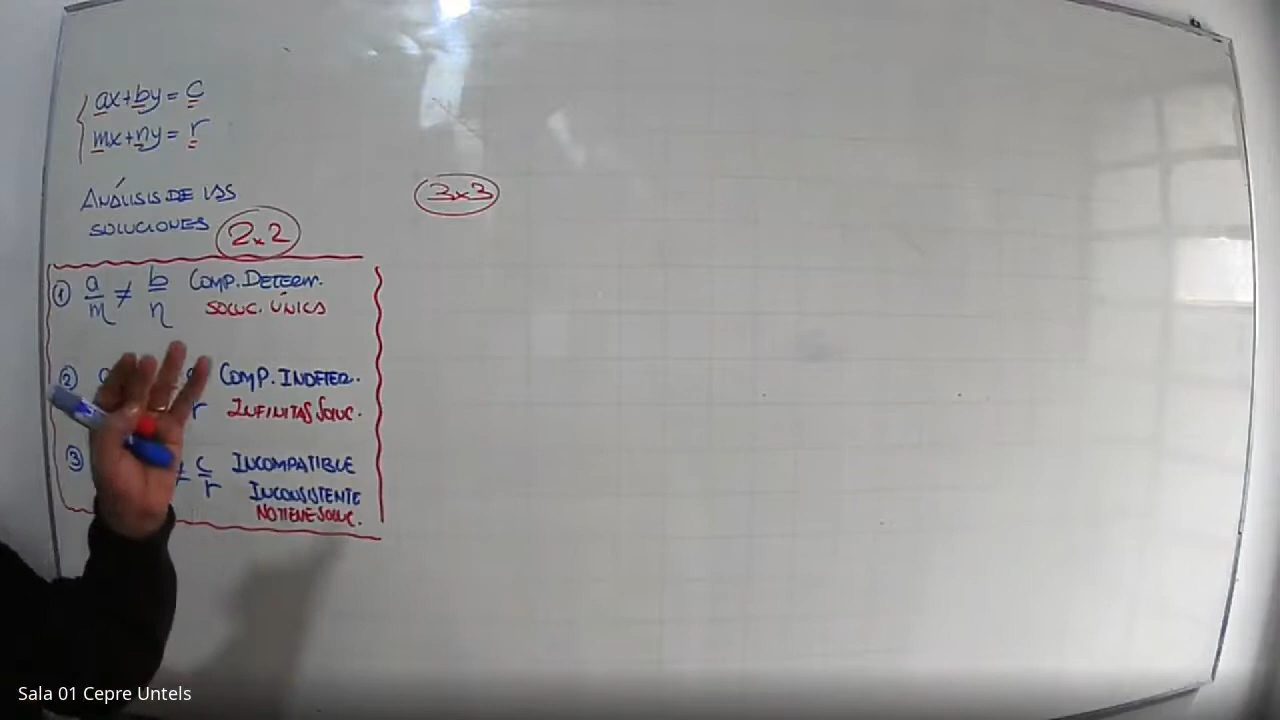 ax+by= c
mx+ny= r
ANÁLISIS DE LAS
SOLUCIONES 2x2
① a/m ≠ b/n COMP. DETERM.
SOLUC. ÚNICA
② COMP. INDETER.
r INFINITAS SOLUC.
③ ≠ c/r INCOMPATIBLE
INCONSISTENTE
NO TIENE SOLUC.
3x3
Sala 01 Cepre Untels